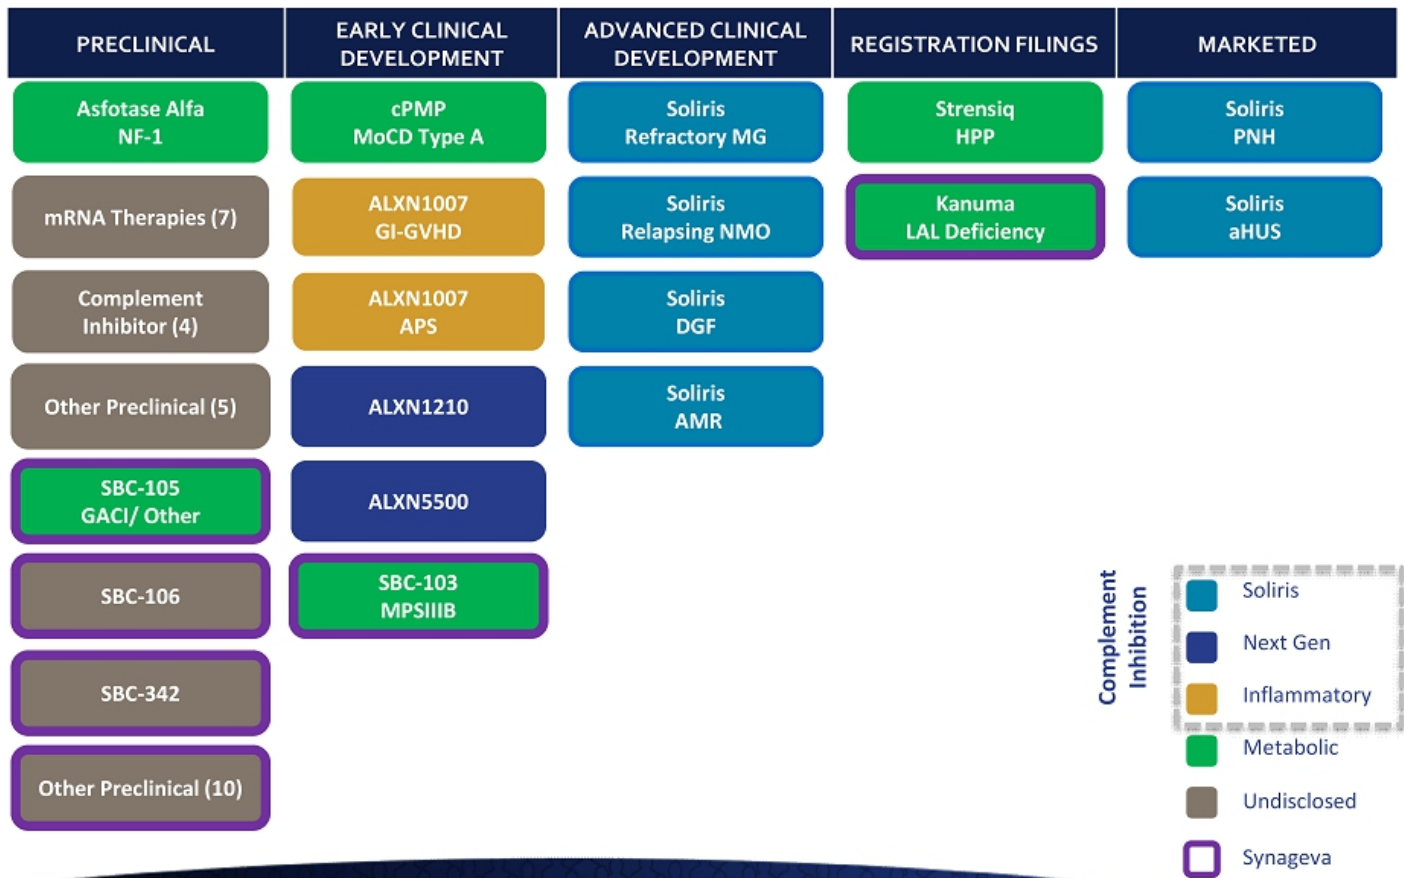 PRECLINICAL
EARLY CLINICAL
DEVELOPMENT
ADVANCED CLINICAL
DEVELOPMENT
REGISTRATION FILINGS
MARKETED
Asfotase Alfa
NF-1
mRNA Therapies (7)
Complement
Inhibitor (4)
Other Preclinical (5)
SBC-105
GACI/ Other
SBC-106
SBC-342
Other Preclinical (10)
cPMP
MoCD Type A
ALXN1007
GI-GVHD
ALXN1007
APS
ALXN1210
ALXN5500
SBC-103
MPSIIIB
Soliris
Refractory MG
Soliris
Relapsing NMO
Soliris
DGF
Soliris
AMR
Strensiq
HPP
Kanuma
LAL Deficiency
Soliris
PNH
Soliris
aHUS
Complement
Inhibition
Soliris
Next Gen
Inflammatory
Metabolic
Undisclosed
Synageva